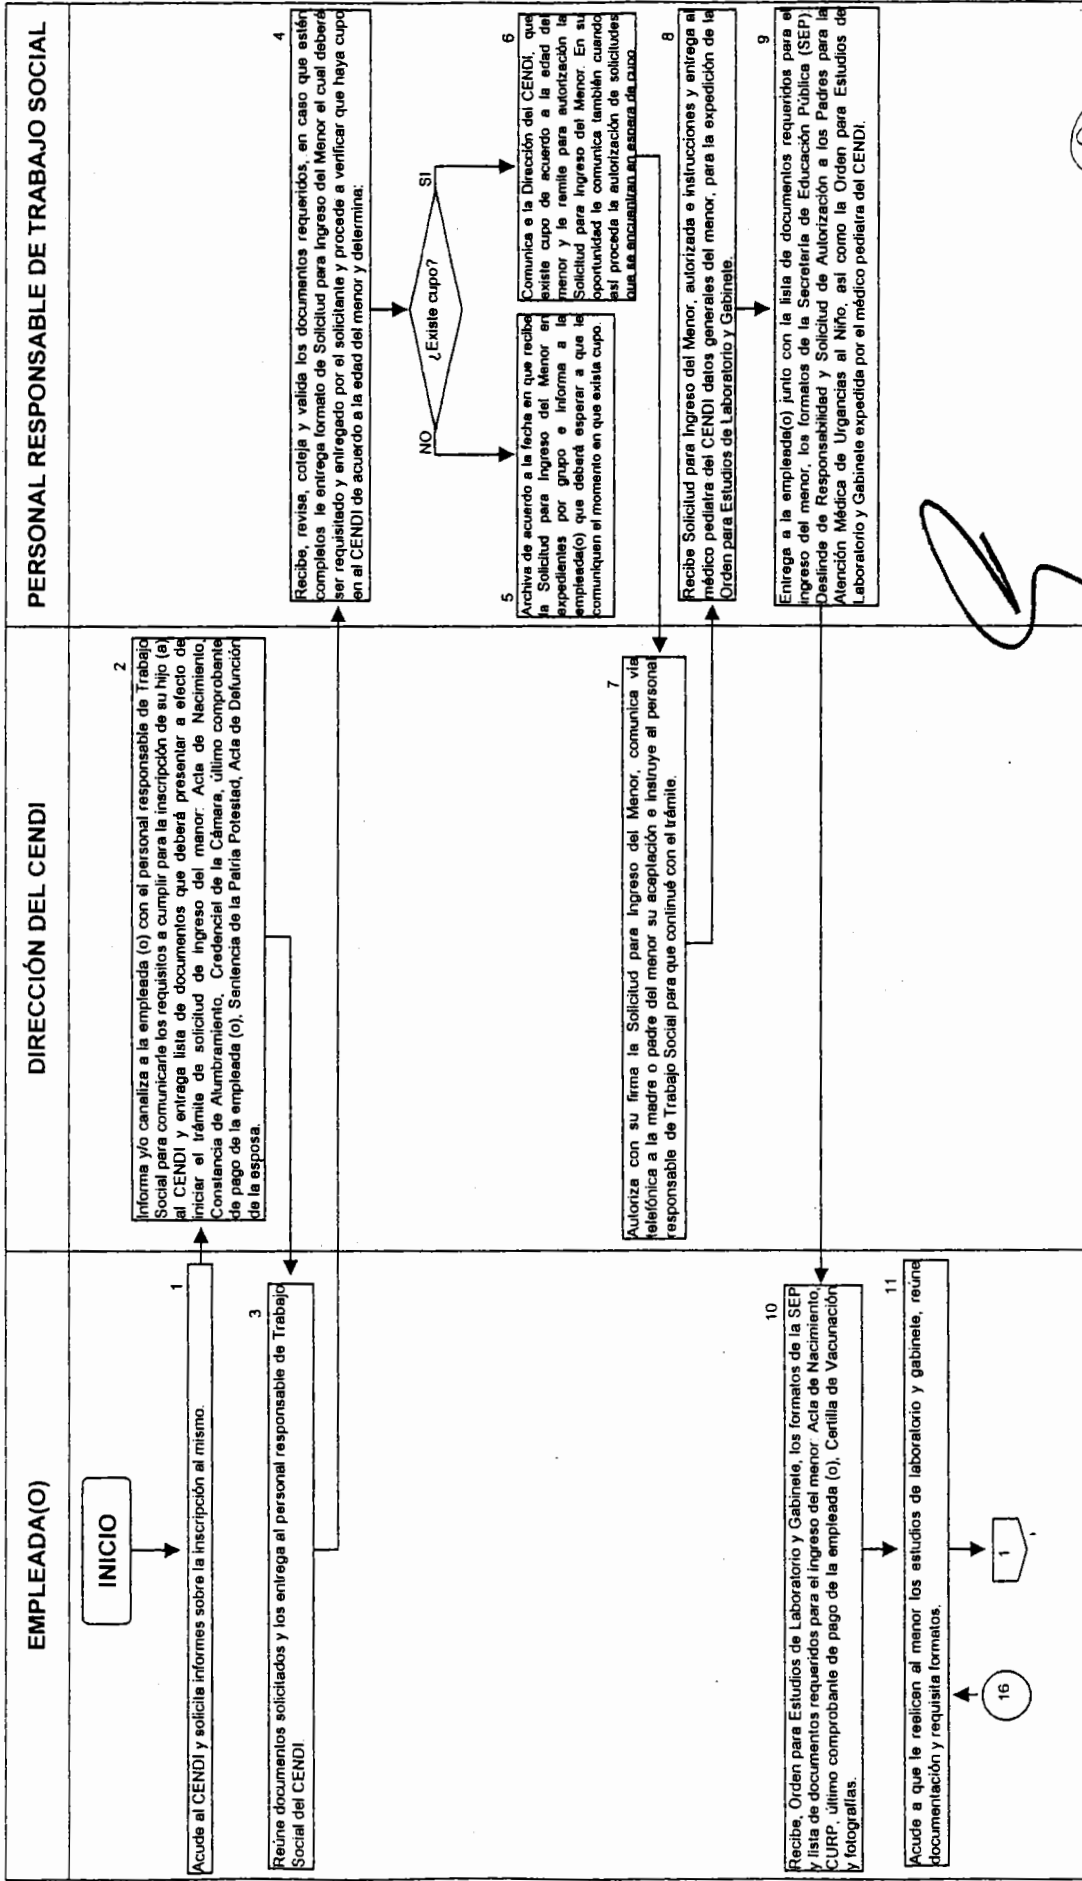 EMPLEADA(O)
DIRECCIÓN DEL CENDI
PERSONAL RESPONSABLE DE TRABAJO SOCIAL
INICIO
1
Acude al CENDI y solicita informes sobre la inscripción al mismo.
2
Informa y/o canaliza a la empleada (o) con el personal responsable de Trabajo
Social para comunicarle los requisitos a cumplir para la inscripción de su hijo (a)
al CENDI y entrega lista de documentos que deberá presentar a efecto de
iniciar el trámite de solicitud de ingreso del menor: Acta de Nacimiento,
Constancia de Alumbramiento, Credencial de la Cámara, último comprobante
de pago de la empleada (o), Sentencia de la Patria Potestad, Acta de Defunción
de la esposa.
3
Reúne documentos solicitados y los entrega al personal responsable de Trabajo
Social del CENDI.
4
Recibe, revisa, coteja y valida los documentos requeridos, en caso que estén
completos le entrega formato de Solicitud para Ingreso del Menor el cual deberá
ser requisitado y entregado por el solicitante y procede a verificar que haya cupo
en al CENDI de acuerdo a la edad del menor y determina:
¿Existe cupo?
NO
SI
5
Archiva de acuerdo a la fecha en que recibe
la Solicitud para Ingreso del Menor en
expedientes por grupo e Informa a la
empleada(o) que deberá esperar a que le
comuniquen el momento en que exista cupo.
6
Comunica e la Dirección del CENDI, que
existe cupo de acuerdo a la edad del
menor y le remite para autorización la
Solicitud para Ingreso del Menor. En su
oportunidad le comunica también cuando
así proceda la autorización de solicitudes
que se encuentran en espera de cupo
7
Autoriza con su firma la Solicitud para Ingreso del Menor, comunica vía
telefónica a la madre o padre del menor su aceptación e instruye al personal
responsable de Trabajo Social para que continué con el trámite.
8
Recibe Solicitud para Ingreso del Menor, autorizada e instrucciones y entrega al
médico pediatra del CENDI datos generales del menor, para la expedición de la
Orden para Estudios de Laboratorio y Gabinete.
9
Entrega a la empleada(o) junto con la lista de documentos requeridos para el
ingreso del menor, los formatos de la Secretaría de Educación Pública (SEP):
Deslinde de Responsabilidad y Solicitud de Autorización a los Padres para la
Atención Médica de Urgancias al Niño, así como la Orden para Estudios de
Laboratorio y Gabinete expedida por el médico pediatra del CENDI.
10
Recibe, Orden para Estudios de Laboratorio y Gabinete, los formatos de la SEP
y lista de documentos requeridos para el ingreso del menor: Acta de Nacimiento,
CURP, último comprobante de pago de la empleada (o), Cartilla de Vacunación
y fotografías.
11
Acude a que le realicen al menor los estudios de laboratorio y gabinete, reúne
documentación y requisita formatos.
16
1